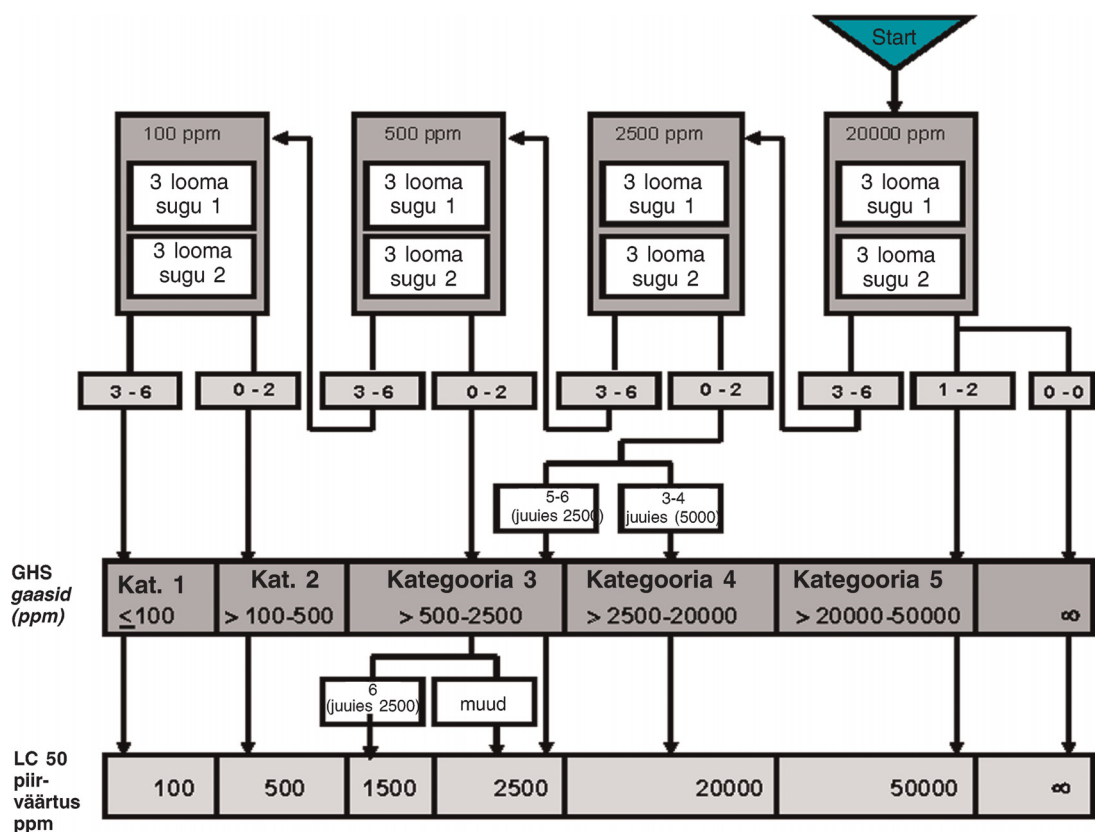 Start
100 ppm
3 looma
sugu 1
3 looma
sugu 2
500 ppm
3 looma
sugu 1
3 looma
sugu 2
2500 ppm
3 looma
sugu 1
3 looma
sugu 2
20000 ppm
3 looma
sugu 1
3 looma
sugu 2
3 - 6
0 - 2
3 - 6
0 - 2
3 - 6
0 - 2
3 - 6
1 - 2
0 - 0
5-6
(juuies 2500)
3-4
juuies (5000)
GHS
gaasid
(ppm)
Kat. 1
≤100
Kat. 2
> 100-500
Kategooria 3
> 500-2500
Kategooria 4
> 2500-20000
Kategooria 5
> 20000-50000
∞
6
(juuies 2500)
muud
LC 50
piir-
väärtus
ppm
100
500
1500
2500
20000
50000
∞